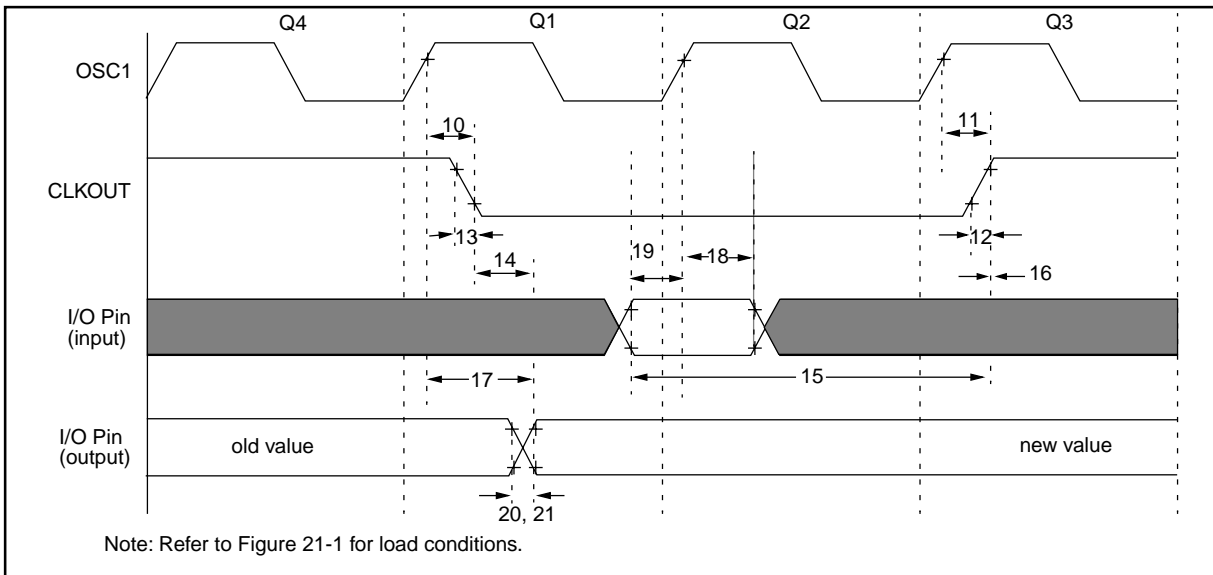 Q4 Q1 Q2 Q3
OSC1
10 11
CLKOUT
13 12
14 19 18 16
I/O Pin
(input)
17 15
I/O Pin
(output)
old value new value
20, 21
Note: Refer to Figure 21-1 for load conditions.